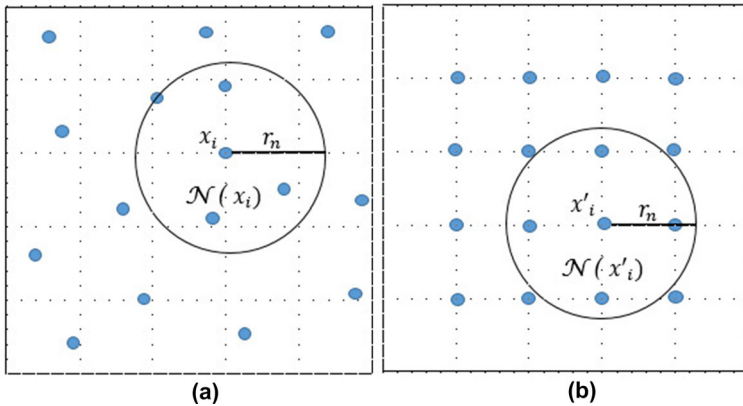 x_i r_n
𝒩( x_i)
(a)
x'_i r_n
𝒩( x'_i)
(b)